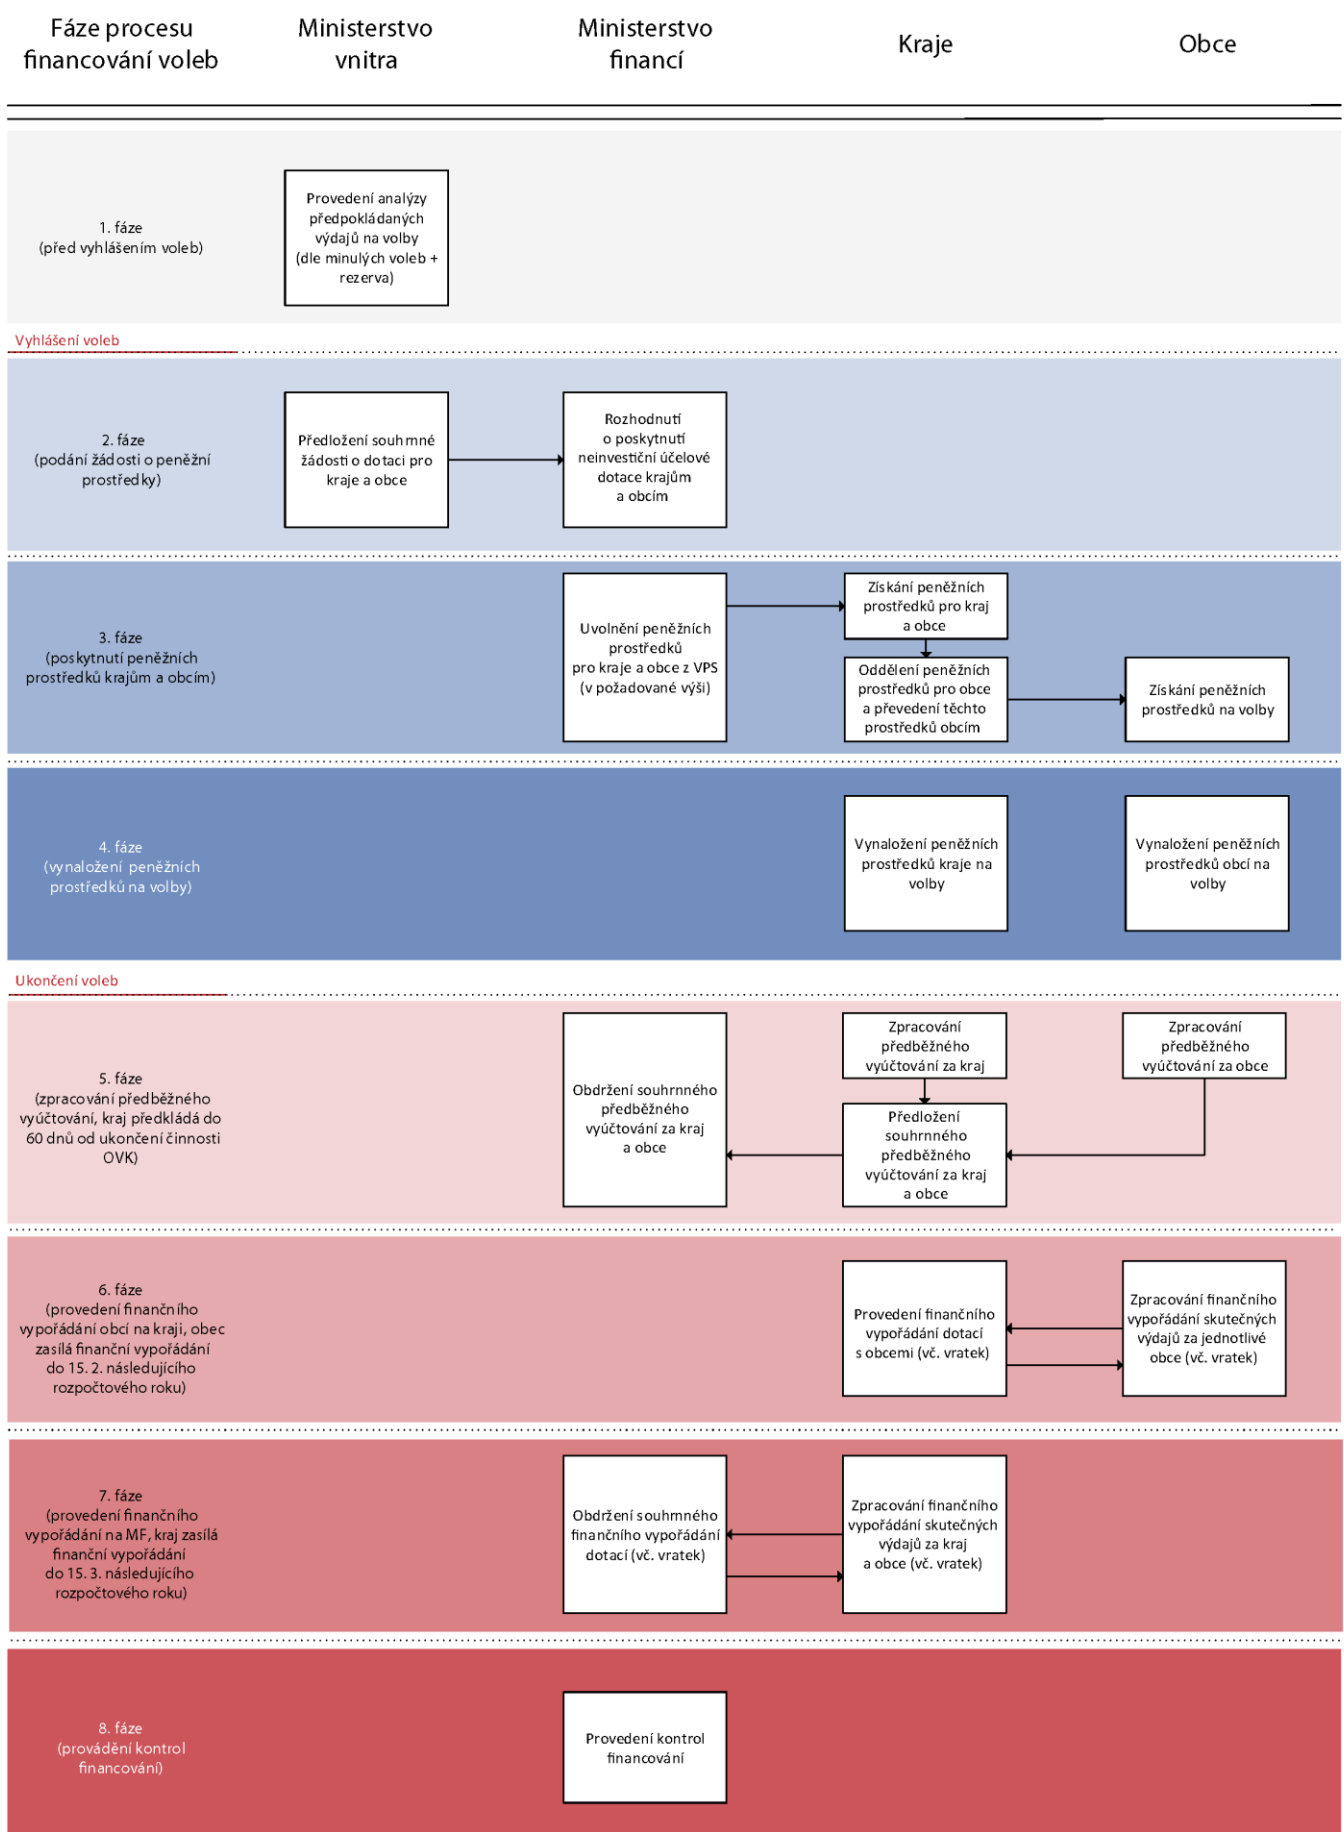 Fáze procesu
financování voleb
Ministerstvo
vnitra
Ministerstvo
financí
Kraje
Obce
1. fáze
(před vyhlášením voleb)
Provedení analýzy
předpokládaných
výdajů na volby
(dle minulých voleb +
rezerva)
Vyhlášení voleb
2. fáze
(podání žádosti o peněžní
prostředky)
Předložení souhrnné
žádosti o dotaci pro
kraje a obce
Rozhodnutí
o poskytnutí
neinvestiční účelové
dotace krajům
a obcím
3. fáze
(poskytnutí peněžních
prostředků krajům a obcím)
Uvolnění peněžních
prostředků
pro kraje a obce z VPS
(v požadované výši)
Získání peněžních
prostředků pro kraj
a obce
Oddělení peněžních
prostředků pro obce
a převedení těchto
prostředků obcím
Získání peněžních
prostředků na volby
4. fáze
(vynaložení peněžních
prostředků na volby)
Vynaložení peněžních
prostředků kraje na
volby
Vynaložení peněžních
prostředků obcí na
volby
Ukončení voleb
5. fáze
(zpracování předběžného
vyúčtování, kraj předkládá do
60 dnů od ukončení činnosti
OVK)
Obdržení souhrnného
předběžného
vyúčtování za kraj
a obce
Zpracování
předběžného
vyúčtování za kraj
Předložení
souhrnného
předběžného
vyúčtování za kraj
a obce
Zpracování
předběžného
vyúčtování za obce
6. fáze
(provedení finančního
vypořádání obcí na kraji, obec
zasílá finanční vypořádání
do 15. 2. následujícího
rozpočtového roku)
Provedení finančního
vypořádání dotací
s obcemi (vč. vratek)
Zpracování finančního
vypořádání skutečných
výdajů za jednotlivé
obce (vč. vratek)
7. fáze
(provedení finančního
vypořádání na MF, kraj zasílá
finanční vypořádání
do 15. 3. následujícího
rozpočtového roku)
Obdržení souhrnného
finančního vypořádání
dotací (vč. vratek)
Zpracování finančního
vypořádání skutečných
výdajů za kraj
a obce (vč. vratek)
8. fáze
(provádění kontrol
financování)
Provedení kontrol
financování